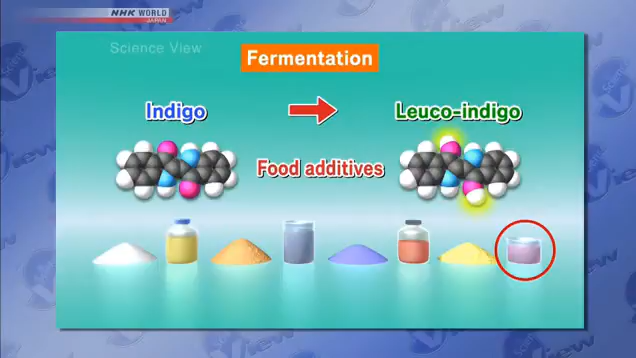 NHK WORLD
JAPAN
Science View
Fermentation
Indigo
Leuco-indigo
Food additives